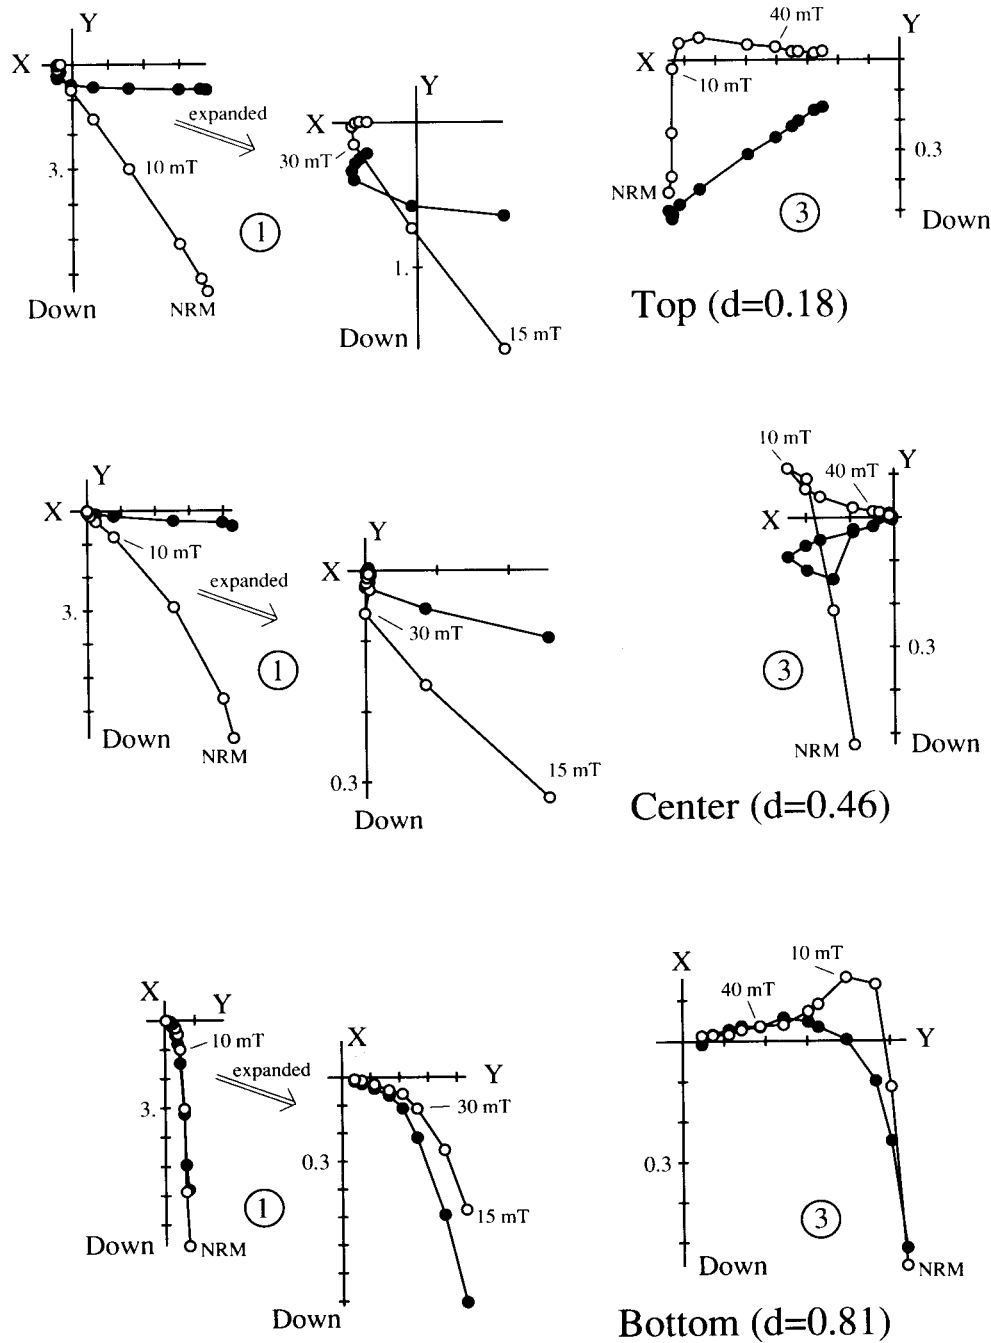 Y
X
expanded
10 mT
3.
1
Down
NRM
Y
X
30 mT
1.
Down
15 mT
40 mT
Y
X
10 mT
0.3
NRM
3
Down
Top (d=0.18)
Y
X
10 mT
expanded
3.
1
Down
NRM
Y
X
30 mT
0.3
15 mT
Down
10 mT
40 mT
Y
X
0.3
3
NRM
Down
Center (d=0.46)
X
Y
10 mT
expanded
3.
1
Down
NRM
X
Y
30 mT
0.3
15 mT
Down
X
10 mT
40 mT
Y
0.3
3
Down
NRM
Bottom (d=0.81)